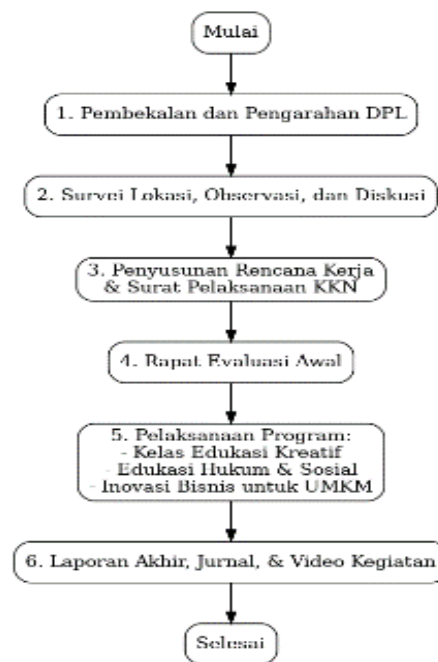 Mulai
1. Pembekalan dan Pengarahan DPL
2. Survei Lokasi, Observasi, dan Diskusi
3. Penyusunan Rencana Kerja
& Surat Pelaksanaan KKN
4. Rapat Evaluasi Awal
5. Pelaksanaan Program:
- Kelas Edukasi Kreatif
- Edukasi Hukum & Sosial
- Inovasi Bisnis untuk UMKM
6. Laporan Akhir, Jurnal, & Video Kegiatan
Selesai